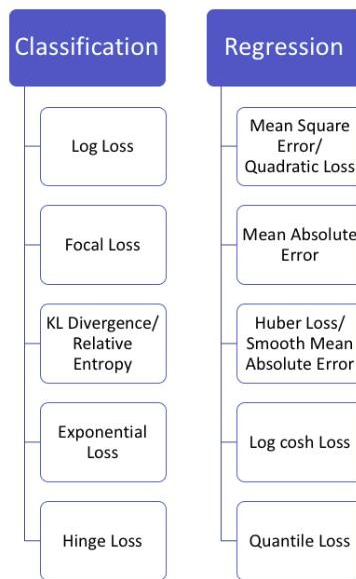 Classification
Log Loss
Focal Loss
KL Divergence/
Relative
Entropy
Exponential
Loss
Hinge Loss
Regression
Mean Square
Error/
Quadratic Loss
Mean Absolute
Error
Huber Loss/
Smooth Mean
Absolute Error
Log cosh Loss
Quantile Loss